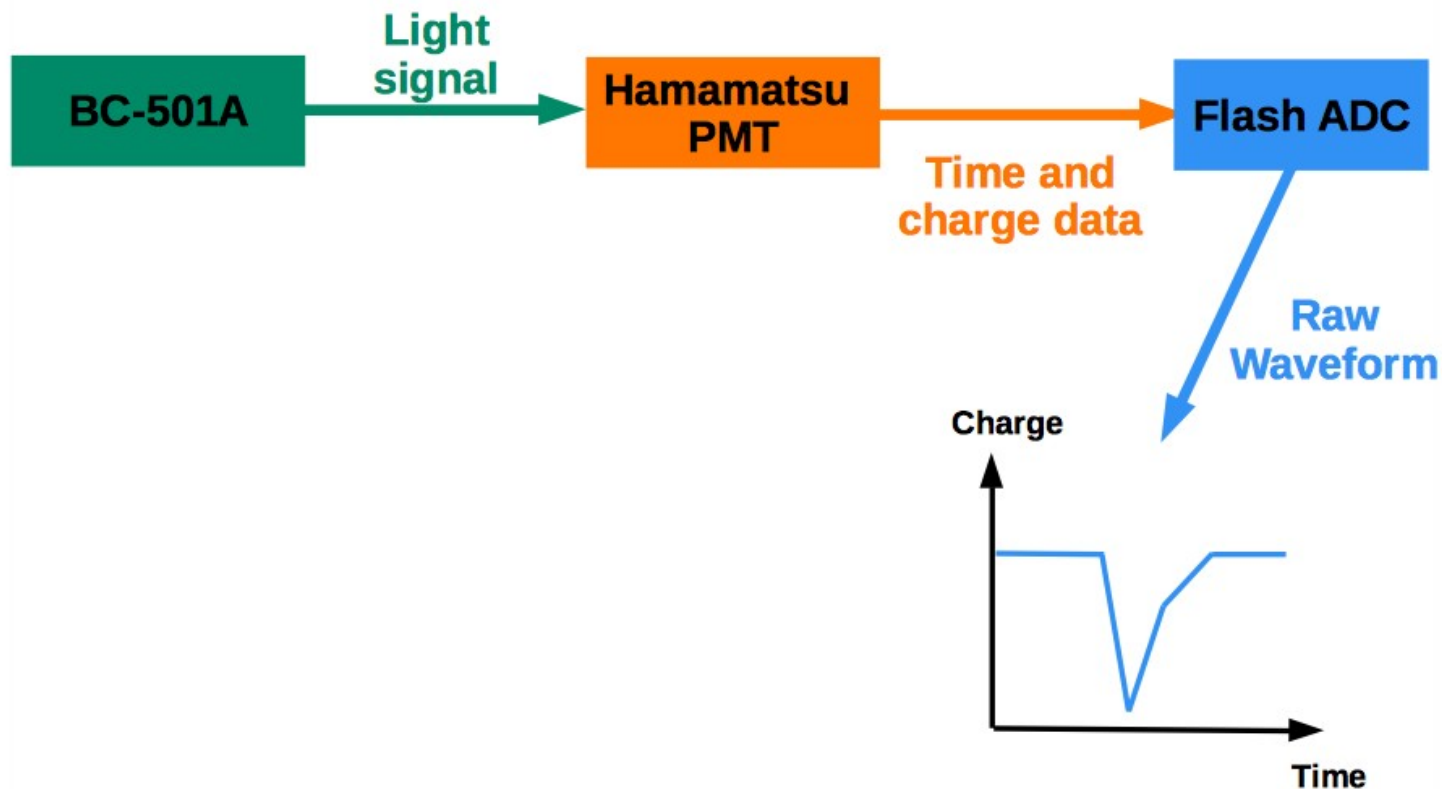 Light
signal
BC-501A
Hamamatsu
PMT
Flash ADC
Time and
charge data
Raw
Waveform
Charge
Time